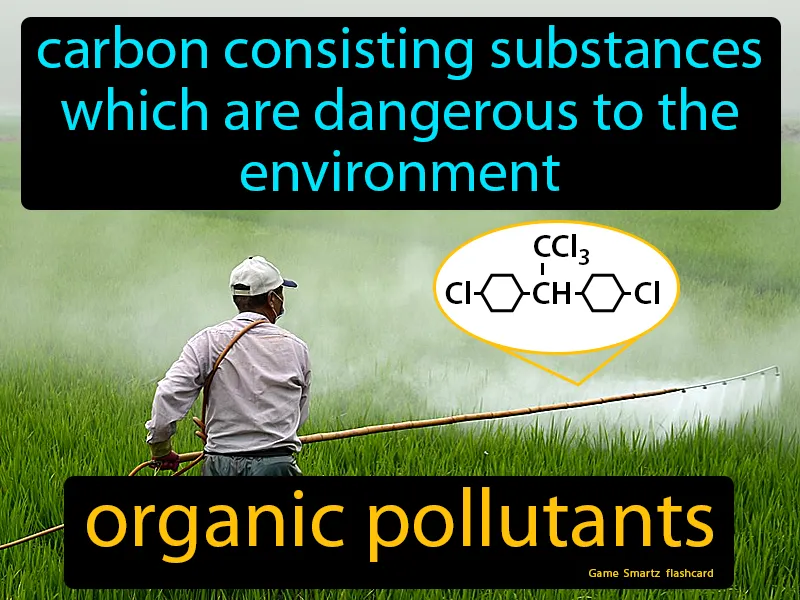 carbon consisting substances
which are dangerous to the
environment
CCl3
Cl-CH-Cl
organic pollutants
Game Smartz flashcard